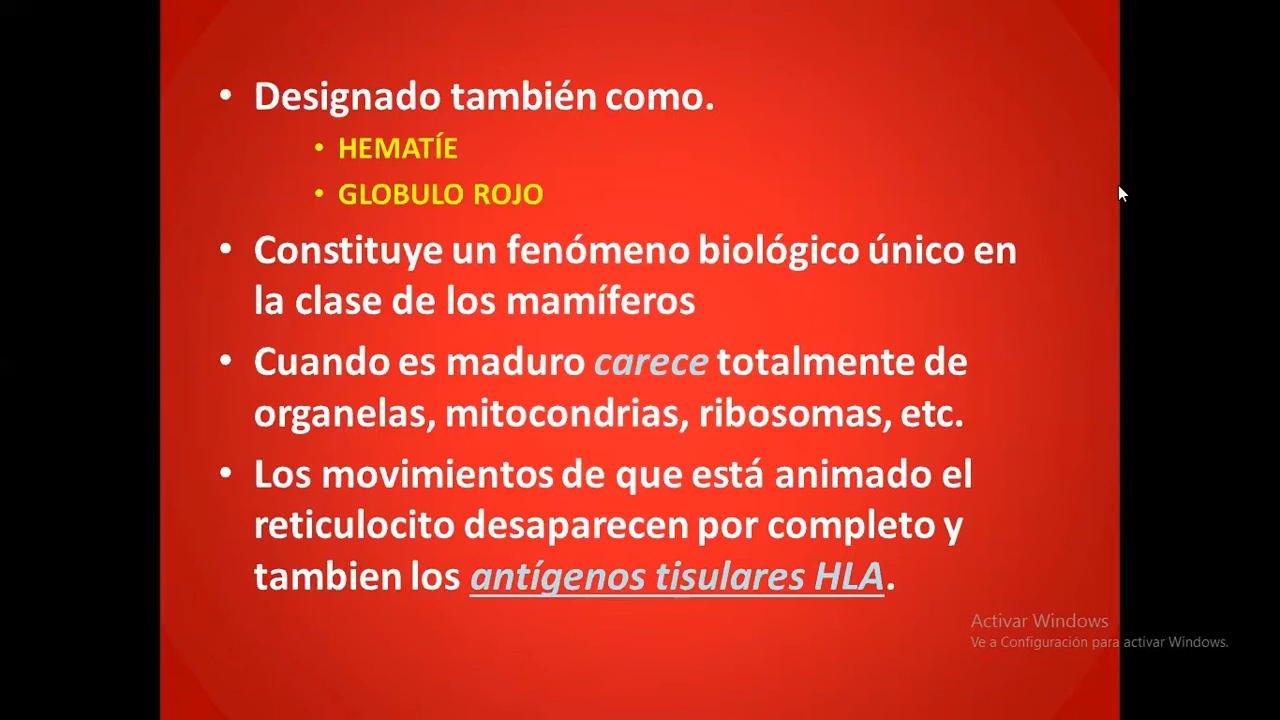 • Designado también como.
• HEMATÍE
• GLOBULO ROJO
• Constituye un fenómeno biológico único en
la clase de los mamíferos
• Cuando es maduro carece totalmente de
organelas, mitocondrias, ribosomas, etc.
• Los movimientos de que está animado el
reticulocito desaparecen por completo y
tambien los antígenos tisulares HLA.
Activar Windows
Ve a Configuración para activar Windows.